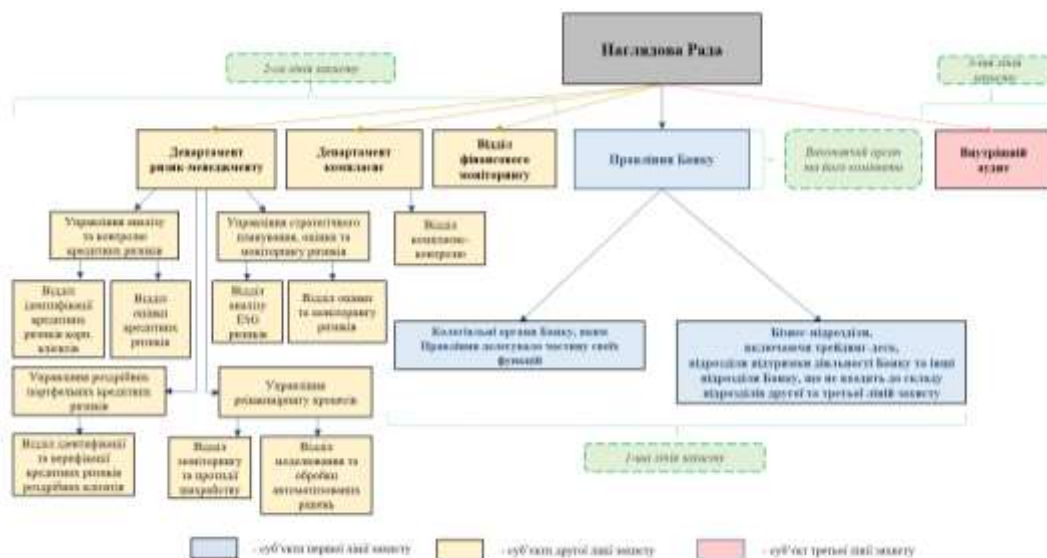 Наглядова Рада
2-га лінія захисту
3-тя лінія
захисту
Департамент
ризик-менеджменту
Департамент
комплаєнс
Відділ
фінансового
моніторингу
Правління Банку
Виконавчий орган
та його комітети
Внутрішній
аудит
Управління аналізу
та контролю
кредитних ризиків
Управління стратегічного
планування, оцінки та
моніторингу ризиків
Відділ
комплаєнс-
контролю
Відділ
ідентифікації
кредитних
ризиків корп.
клієнтів
Відділ
оцінки
кредитних
ризиків
Відділ
аналізу
ESG
ризиків
Відділ оцінки
та моніторингу
ризиків
Колегіальні органи Банку, яким
Правління делегувало частину своїх
функцій
Бізнес-підрозділи,
включаючи трейдинг-деск,
підрозділи підтримки діяльності Банку та інші
підрозділи Банку, що не входять до складу
підрозділів другої та третьої ліній захисту
Управління роздрібних
портфельних кредитних
ризиків
Управління
процесів
Відділ ідентифікації
та верифікації
кредитних ризиків
роздрібних клієнтів
Відділ
моніторингу
та протидії
шахрайству
Відділ
моделювання та
обробки
автоматизованих
рішень
1-ша лінія захисту
- суб'єкти першої лінії захисту
- суб'єкти другої лінії захисту
- суб'єкт третьої лінії захисту